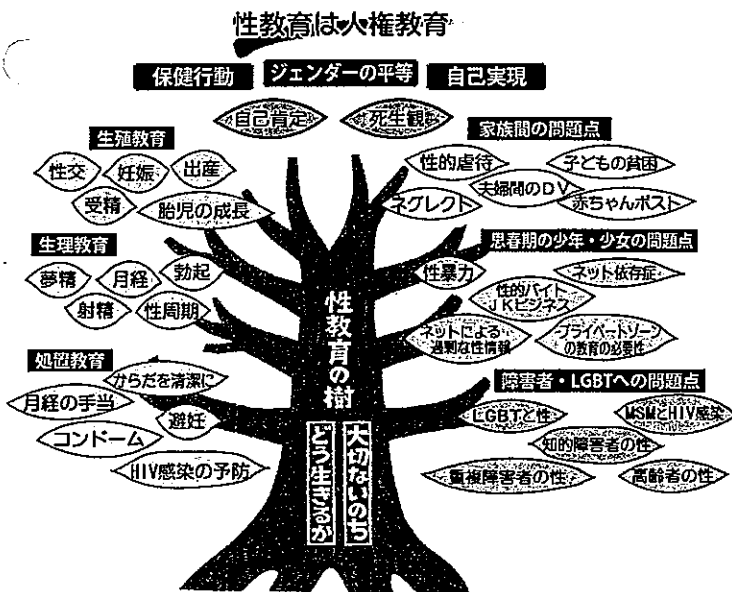 性教育は人権教育
保健行動
ジェンダーの平等
自己実現
自己肯定
死生観
生殖教育
性交
妊娠
出産
受精
胎児の成長
生理教育
夢精
月経
勃起
射精
性周期
処置教育
からだを清潔に
月経の手当
避妊
コンドーム
HIV感染の予防
家族間の問題点
性的虐待
子どもの貧困
夫婦間のDV
ネグレクト
赤ちゃんポスト
思春期の少年・少女の問題点
性暴力
ネット依存症
性的バイト
JKビジネス
ネットによる
過剰な性情報
プライベートゾーン
の教育の必要性
障害者・LGBTへの問題点
LGBTと性
MSMとHIV感染
知的障害者の性
重複障害者の性
高齢者の性
性教育の樹
大切ないのち
どう生きるか